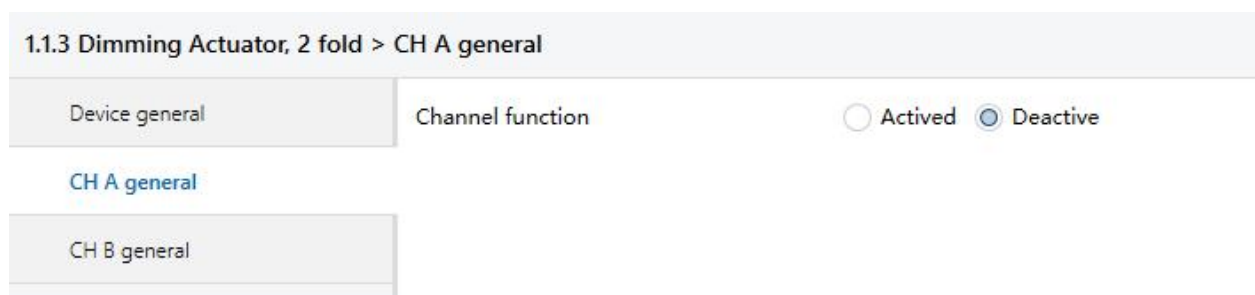 1.1.3 Dimming Actuator, 2 fold > CH A general
Device general
Channel function Actived Deactive
CH A general
CH B general